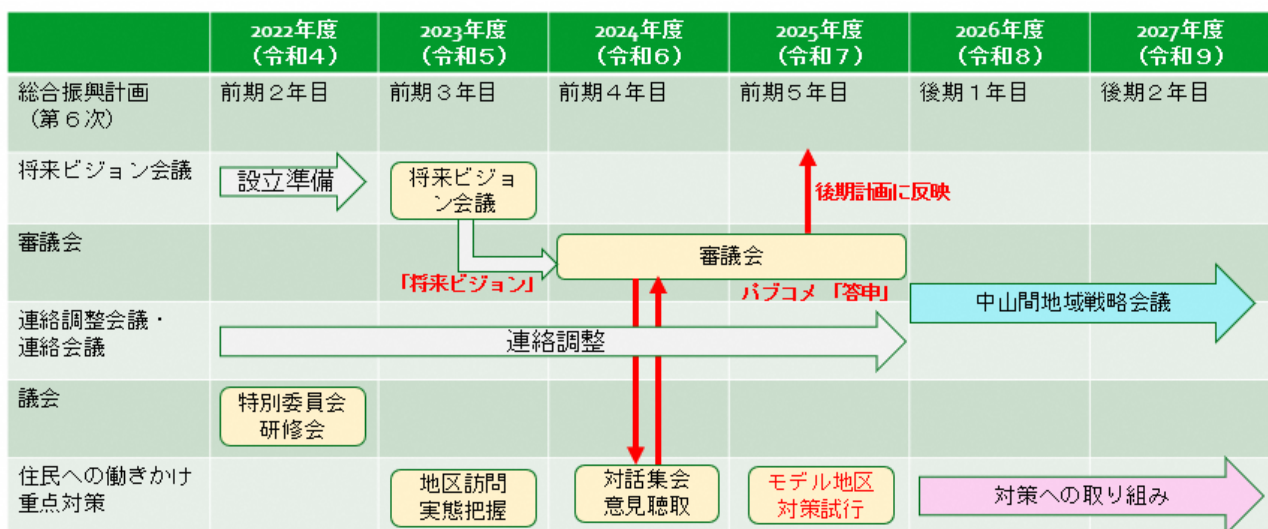 2022年度 2023年度 2024年度 2025年度 2026年度 2027年度
(令和4) (令和5) (令和6) (令和7) (令和8) (令和9)
総合振興計画 前期2年目 前期3年目 前期4年目 前期5年目 後期1年目 後期2年目
(第6次)
将来ビジョン会議
設立準備
将来ビジョ
ン会議
後期計画に反映
審議会
審議会
「将来ビジョン」
パブコメ 「答申」
中山間地域戦略会議
連絡調整会議・
連絡会議
連絡調整
議会
特別委員会
研修会
住民への働きかけ
重点対策
地区訪問
実態把握
対話集会
意見聴取
モデル地区
対策試行
対策への取り組み